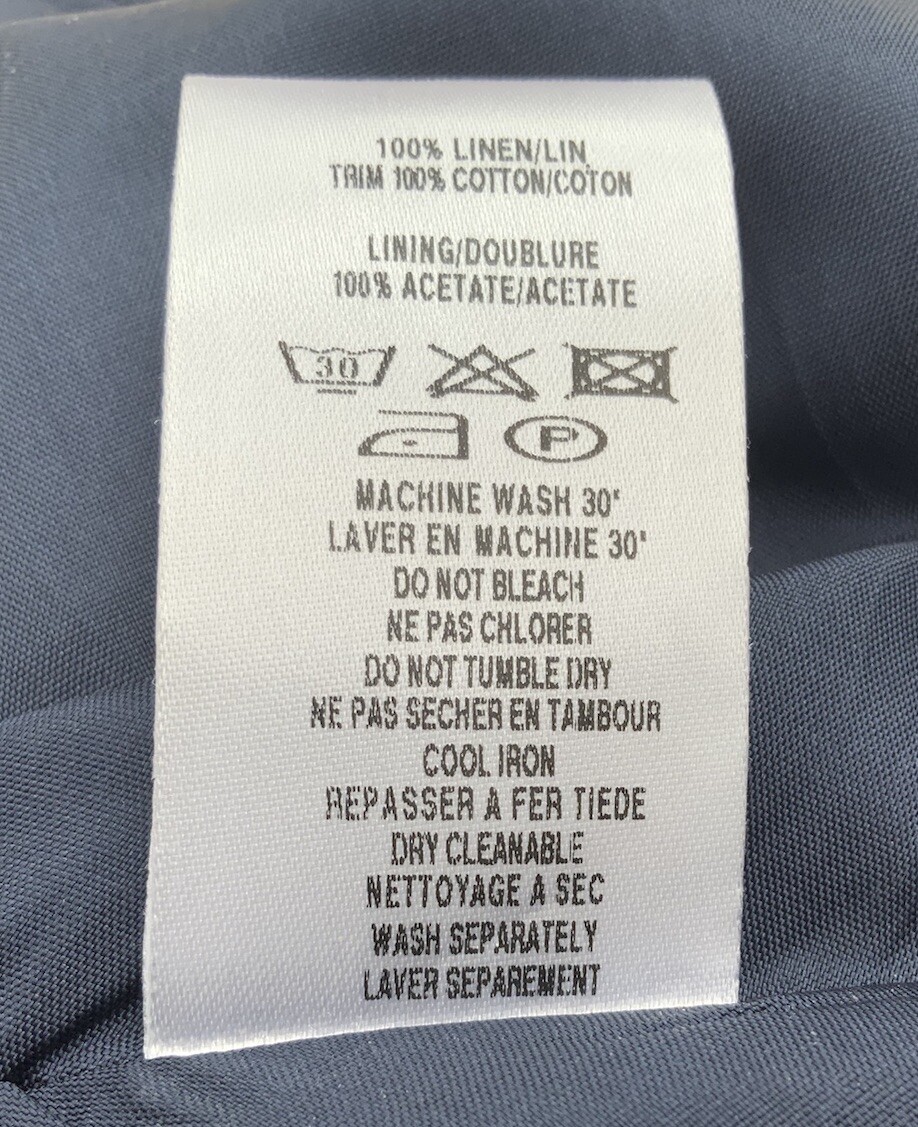 100% LINEN/LIN
TRIM 100% COTTON/COTON
LINING/DOUBLURE
100% ACETATE/ACETATE
30
P
MACHINE WASH 30°
LAVER EN MACHINE 30°
DO NOT BLEACH
NE PAS CHLORER
DO NOT TUMBLE DRY
NE PAS SECHER EN TAMBOUR
COOL IRON
REPASSER A FER TIEDE
DRY CLEANABLE
NETTOYAGE A SEC
WASH SEPARATELY
LAVER SEPAREMENT